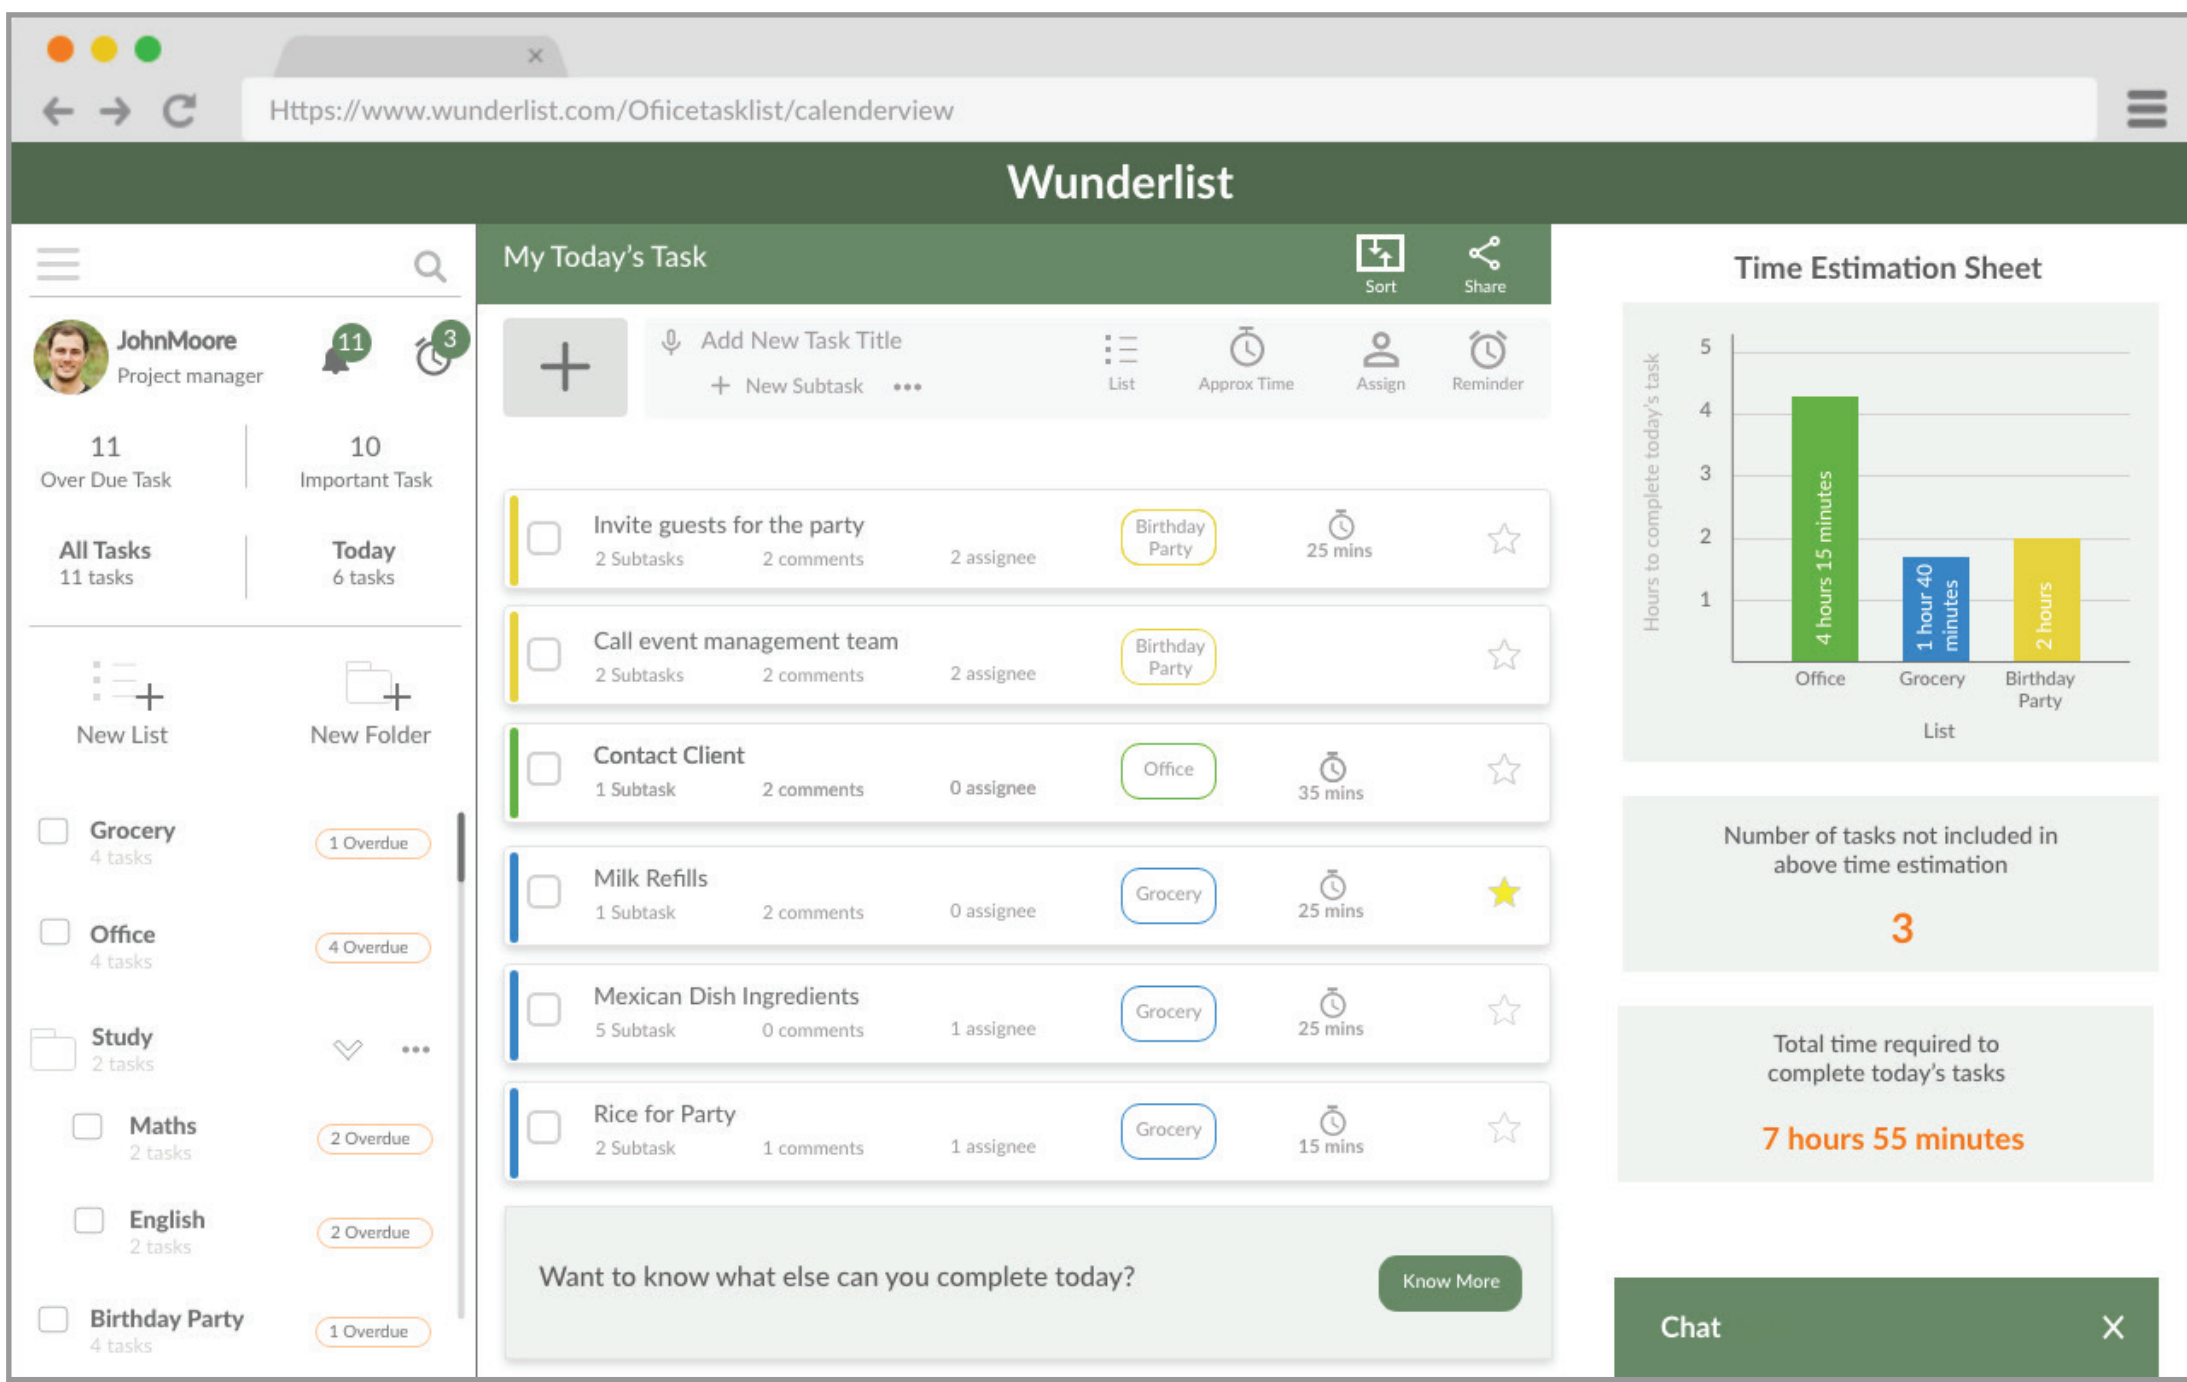 Https://www.wunderlist.com/Ofiicetasklist/calenderview
Wunderlist
JohnMoore
Project manager
11
3
11
Over Due Task
10
Important Task
All Tasks
11 tasks
Today
6 tasks
New List
New Folder
Grocery
4 tasks
1 Overdue
Office
4 tasks
4 Overdue
Study
2 tasks
Maths
2 tasks
2 Overdue
English
2 tasks
2 Overdue
Birthday Party
4 tasks
1 Overdue
My Today's Task
Sort
Share
Add New Task Title
New Subtask
List
Approx Time
Assign
Reminder
Invite guests for the party
2 Subtasks
2 comments
2 assignee
Birthday
Party
25 mins
Call event management team
2 Subtasks
2 comments
2 assignee
Birthday
Party
Contact Client
1 Subtask
2 comments
0 assignee
Office
35 mins
Milk Refills
1 Subtask
2 comments
0 assignee
Grocery
25 mins
Mexican Dish Ingredients
5 Subtask
0 comments
1 assignee
Grocery
25 mins
Rice for Party
2 Subtask
1 comments
1 assignee
Grocery
15 mins
Want to know what else can you complete today?
Know More
Time Estimation Sheet
Hours to complete today's task
5
4
3
2
1
4 hours 15 minutes
1 hour 40
minutes
2 hours
Office
Grocery
Birthday
Party
List
Number of tasks not included in
above time estimation
3
Total time required to
complete today's tasks
7 hours 55 minutes
Chat